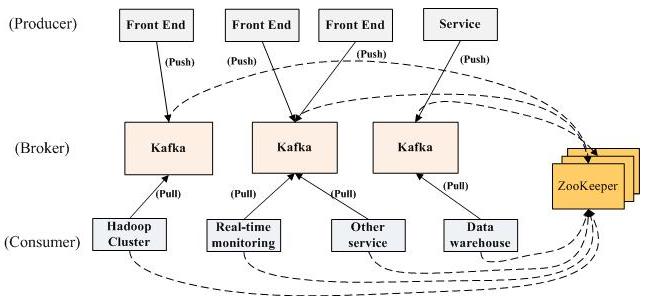 (Producer)
Front End
Front End
Front End
Service
(Push)
(Push)
(Push)
(Push)
(Broker)
Kafka
Kafka
Kafka
ZooKeeper
(Pull)
(Pull)
(Pull)
(Pull)
(Consumer)
Hadoop
Cluster
Real-time
monitoring
Other
service
Data
warehouse